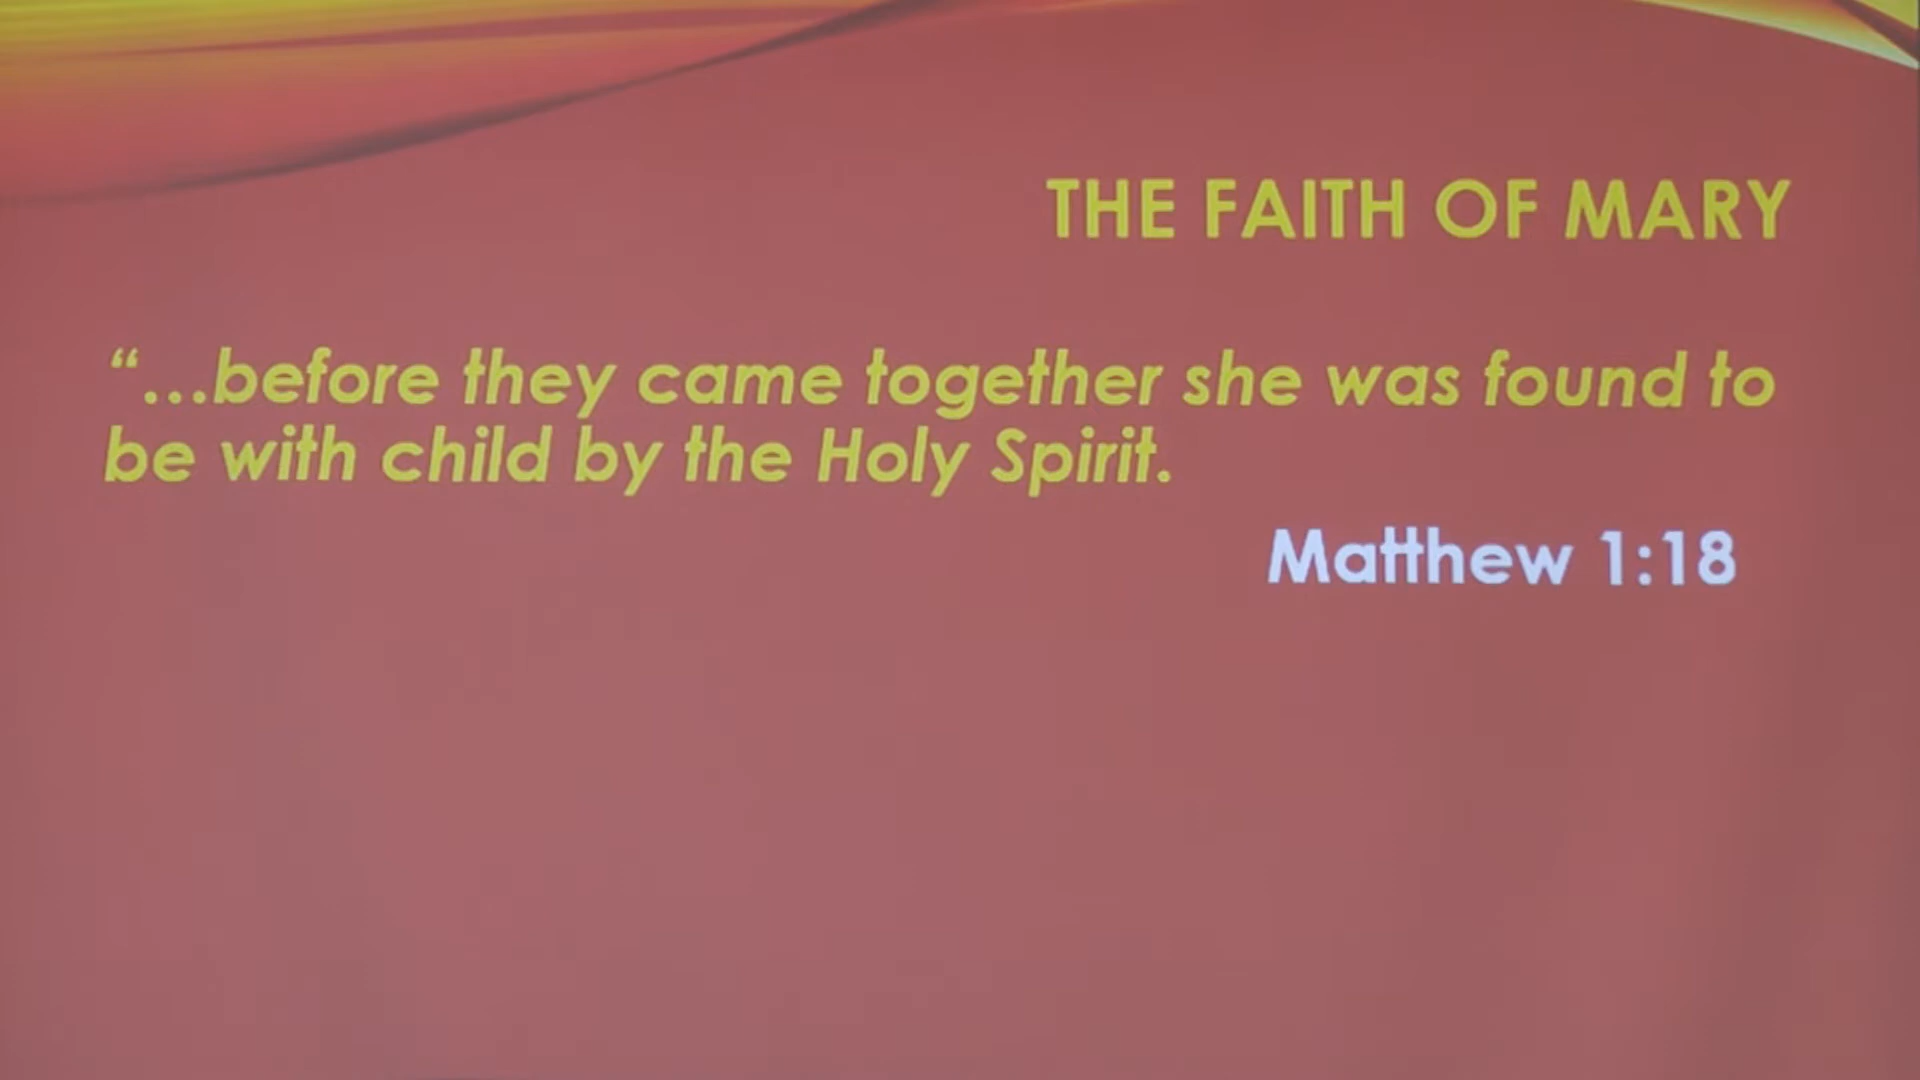 THE FAITH OF MARY
“...before they came together she was found to
be with child by the Holy Spirit.
Matthew 1:18